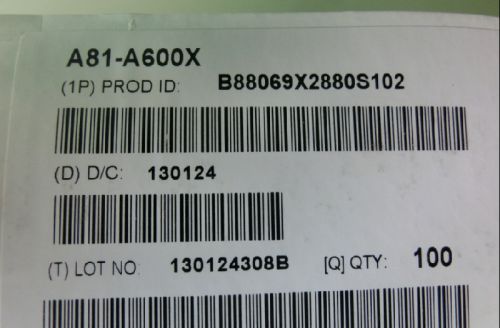 A81-A600X
(1P) PROD ID: B88069X2880S102
(D) D/C: 130124
(T) LOT NO: 130124308B [Q] QTY: 100